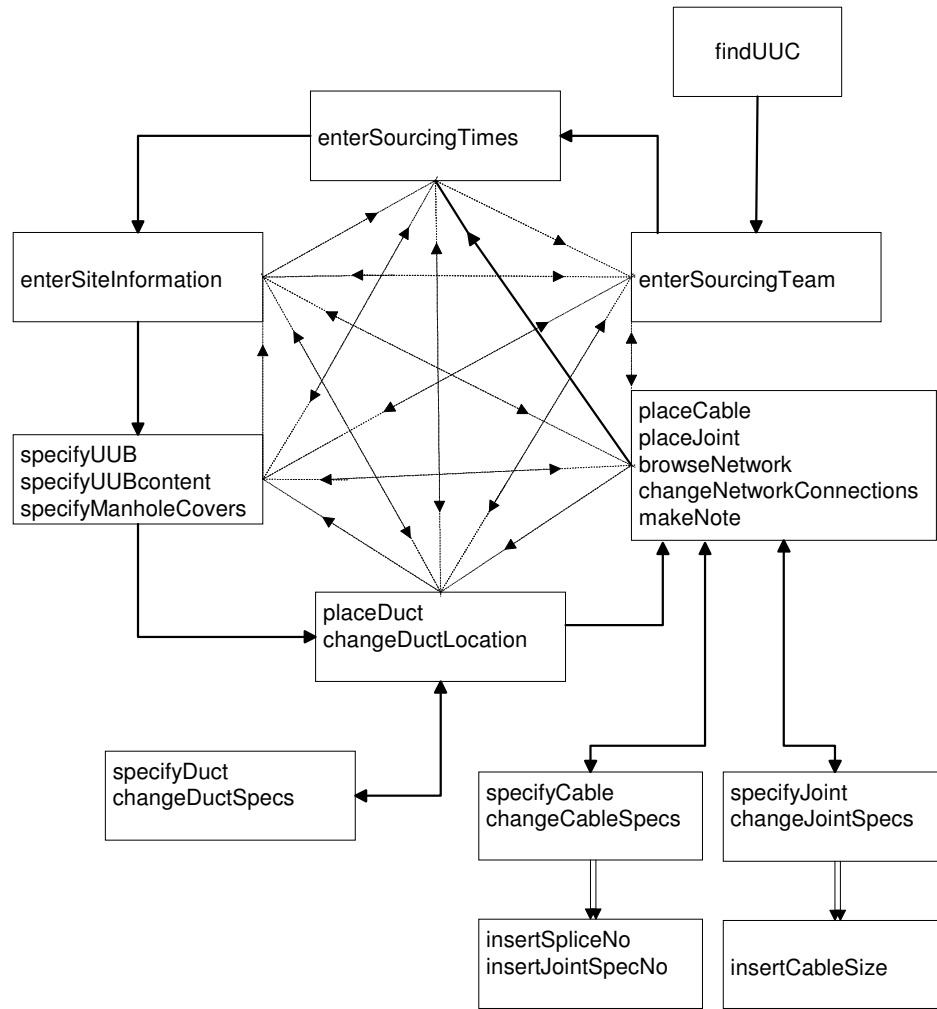 findUUC
enterSourcingTimes
enterSiteInformation
enterSourcingTeam
placeCable
placeJoint
browseNetwork
changeNetworkConnections
makeNote
specifyUUB
specifyUUBcontent
specifyManholeCovers
placeDuct
changeDuctLocation
specifyDuct
changeDuctSpecs
specifyCable
changeCableSpecs
specifyJoint
changeJointSpecs
insertSpliceNo
insertJointSpecNo
insertCableSize